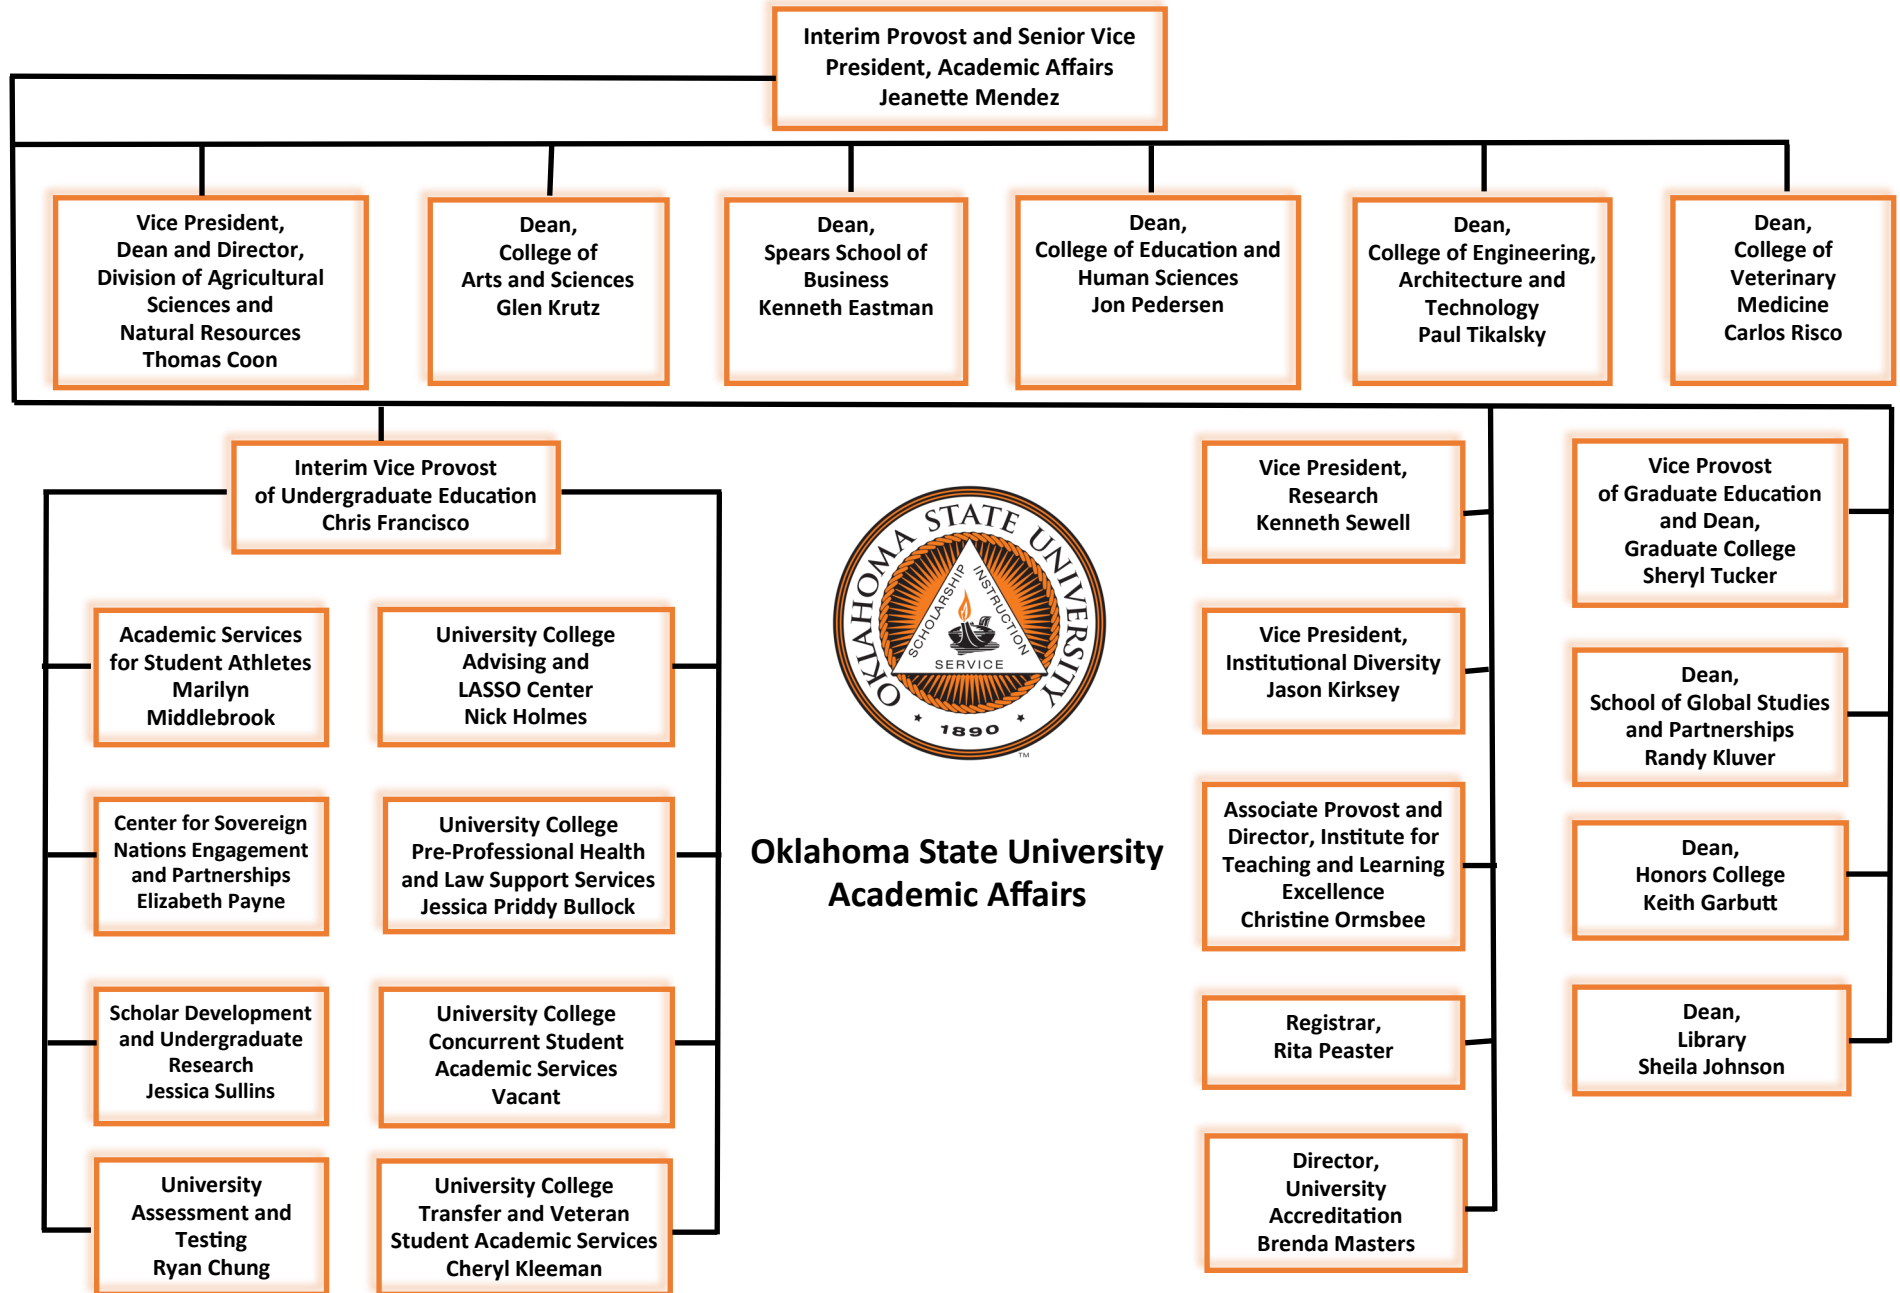 Interim Provost and Senior Vice
President, Academic Affairs
Jeanette Mendez
Vice President,
Dean and Director,
Division of Agricultural
Sciences and
Natural Resources
Thomas Coon
Dean,
College of
Arts and Sciences
Glen Krutz
Dean,
Spears School of
Business
Kenneth Eastman
Dean,
College of Education and
Human Sciences
Jon Pedersen
Dean,
College of Engineering,
Architecture and
Technology
Paul Tikalsky
Dean,
College of
Veterinary
Medicine
Carlos Risco
Interim Vice Provost
of Undergraduate Education
Chris Francisco
Academic Services
for Student Athletes
Marilyn
Middlebrook
University College
Advising and
LASSO Center
Nick Holmes
Center for Sovereign
Nations Engagement
and Partnerships
Elizabeth Payne
University College
Pre-Professional Health
and Law Support Services
Jessica Priddy Bullock
Scholar Development
and Undergraduate
Research
Jessica Sullins
University College
Concurrent Student
Academic Services
Vacant
University
Assessment and
Testing
Ryan Chung
University College
Transfer and Veteran
Student Academic Services
Cheryl Kleeman
OKLAHOMA STATE UNIVERSITY
SCHOLARSHIP
INSTRUCTION
SERVICE
1890
TM
Oklahoma State University
Academic Affairs
Vice President,
Research
Kenneth Sewell
Vice President,
Institutional Diversity
Jason Kirksey
Associate Provost and
Director, Institute for
Teaching and Learning
Excellence
Christine Ormsbee
Registrar,
Rita Peaster
Director,
University
Accreditation
Brenda Masters
Vice Provost
of Graduate Education
and Dean,
Graduate College
Sheryl Tucker
Dean,
School of Global Studies
and Partnerships
Randy Kluver
Dean,
Honors College
Keith Garbutt
Dean,
Library
Sheila Johnson